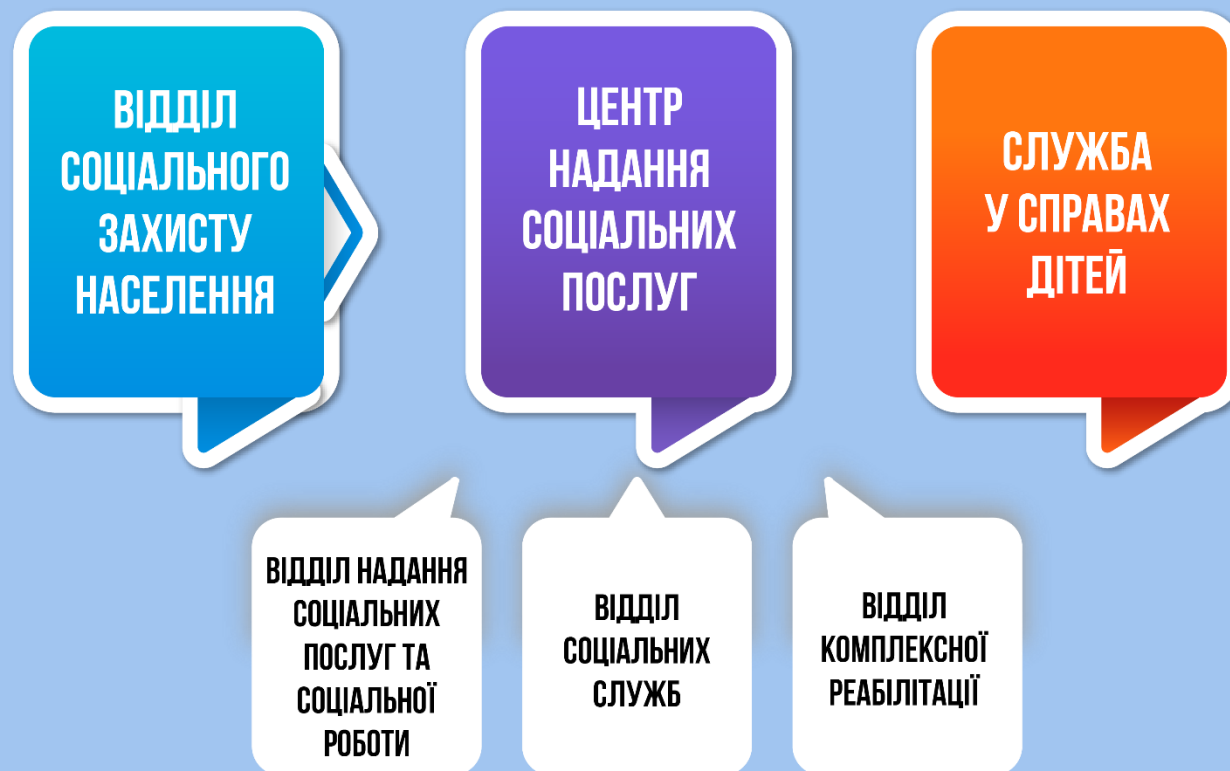 ВІДДІЛ
СОЦІАЛЬНОГО
ЗАХИСТУ
НАСЕЛЕННЯ
ЦЕНТР
НАДАННЯ
СОЦІАЛЬНИХ
ПОСЛУГ
СЛУЖБА
У СПРАВАХ
ДІТЕЙ
ВІДДІЛ НАДАННЯ
СОЦІАЛЬНИХ
ПОСЛУГ ТА
СОЦІАЛЬНОЇ
РОБОТИ
ВІДДІЛ
СОЦІАЛЬНИХ
СЛУЖБ
ВІДДІЛ
КОМПЛЕКСНОЇ
РЕАБІЛІТАЦІЇ